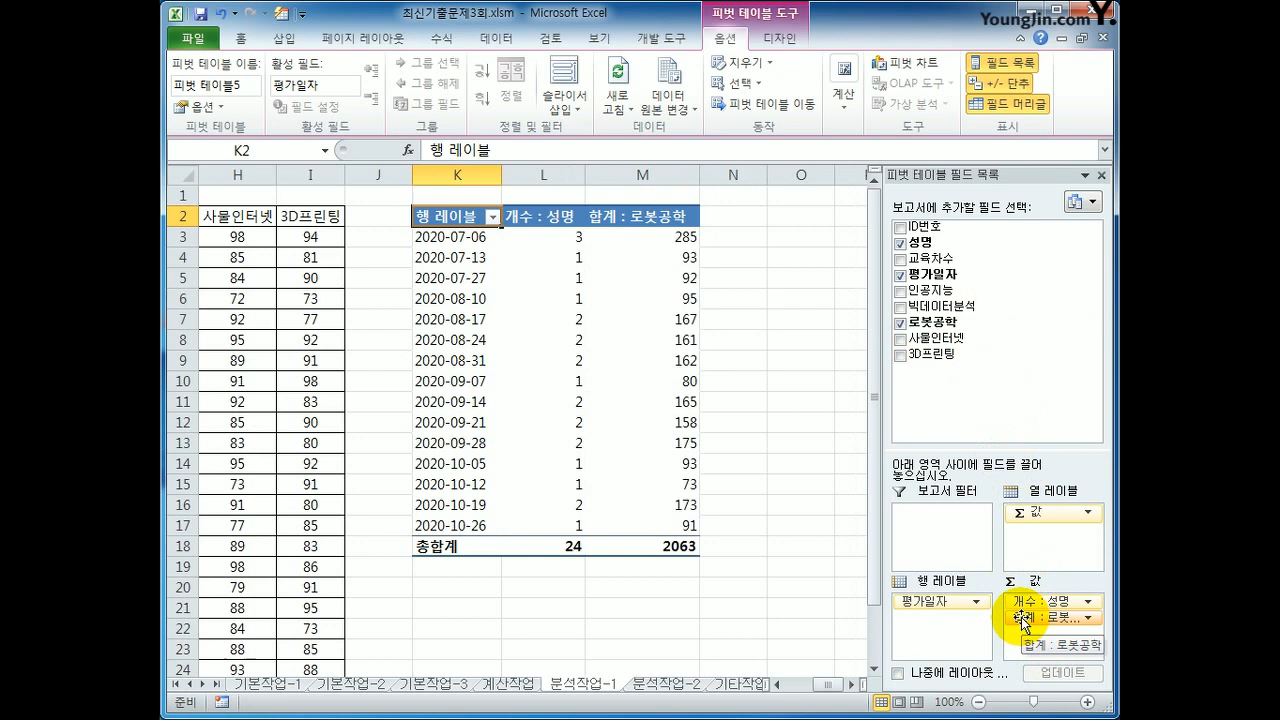 최신기출문제3회.xlsm - Microsoft Excel
피벗 테이블 도구
YoungJin.com Y.
파일 홈 삽입 페이지 레이아웃 수식 데이터 검토 보기 개발 도구 옵션 디자인
피벗 테이블 이름: 활성 필드: 그룹 선택 지우기 피벗 차트 필드 목록
피벗 테이블5 평가일자 그룹 해제 정렬 슬라이서 삽입 새로 고침 데이터 원본 변경 선택 계산 OLAP 도구 +/- 단추
옵션 필드 설정 그룹 필드 피벗 테이블 이동 가상 분석 필드 머리글
피벗 테이블 활성 필드 그룹 정렬 및 필터 데이터 동작 도구 표시
K2 fx 행 레이블
H I J K L M N O
피벗 테이블 필드 목록
1
2 사물인터넷 3D프린팅 행 레이블 개수 : 성명 합계 : 로봇공학
3 98 94 2020-07-06 3 285
4 85 81 2020-07-13 1 93
5 84 90 2020-07-27 1 92
6 72 73 2020-08-10 1 95
7 92 77 2020-08-17 2 167
8 95 92 2020-08-24 2 161
9 89 91 2020-08-31 2 162
10 91 98 2020-09-07 1 80
11 92 83 2020-09-14 2 165
12 85 90 2020-09-21 2 158
13 83 80 2020-09-28 2 175
14 95 92 2020-10-05 1 93
15 73 91 2020-10-12 1 73
16 91 80 2020-10-19 2 173
17 77 85 2020-10-26 1 91
18 89 83 총합계 24 2063
19 98 86
20 79 91
21 88 95
22 84 73
23 88 85
24 93 88
보고서에 추가할 필드 선택:
ID번호
성명
교육차수
평가일자
인공지능
빅데이터분석
로봇공학
사물인터넷
3D프린팅
아래 영역 사이에 필드를 끌어
놓으십시오.
보고서 필터 열 레이블
Σ 값
행 레이블 Σ 값
평가일자 개수 : 성명
합계 : 로봇...
합계 : 로봇공학
나중에 레이아웃 ... 업데이트
기본작업-1 기본작업-2 기본작업-3 계산작업 분석작업-1 분석작업-2 기타작업
준비 100%